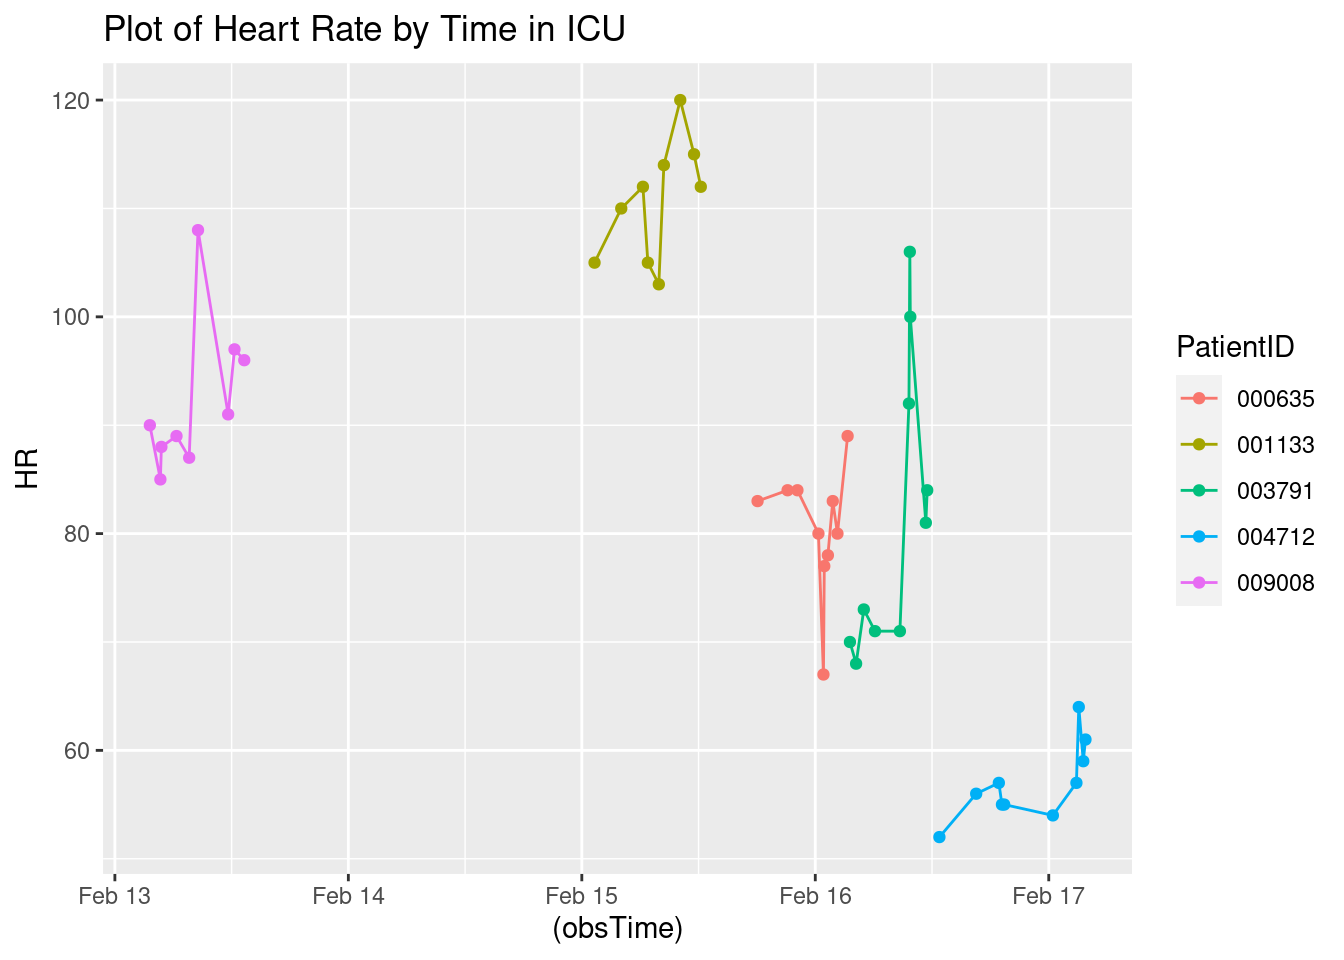 Plot of Heart Rate by Time in ICU
120
100
80
60
HR
Feb 13
Feb 14
Feb 15
Feb 16
Feb 17
(obsTime)
PatientID
000635
001133
003791
004712
009008